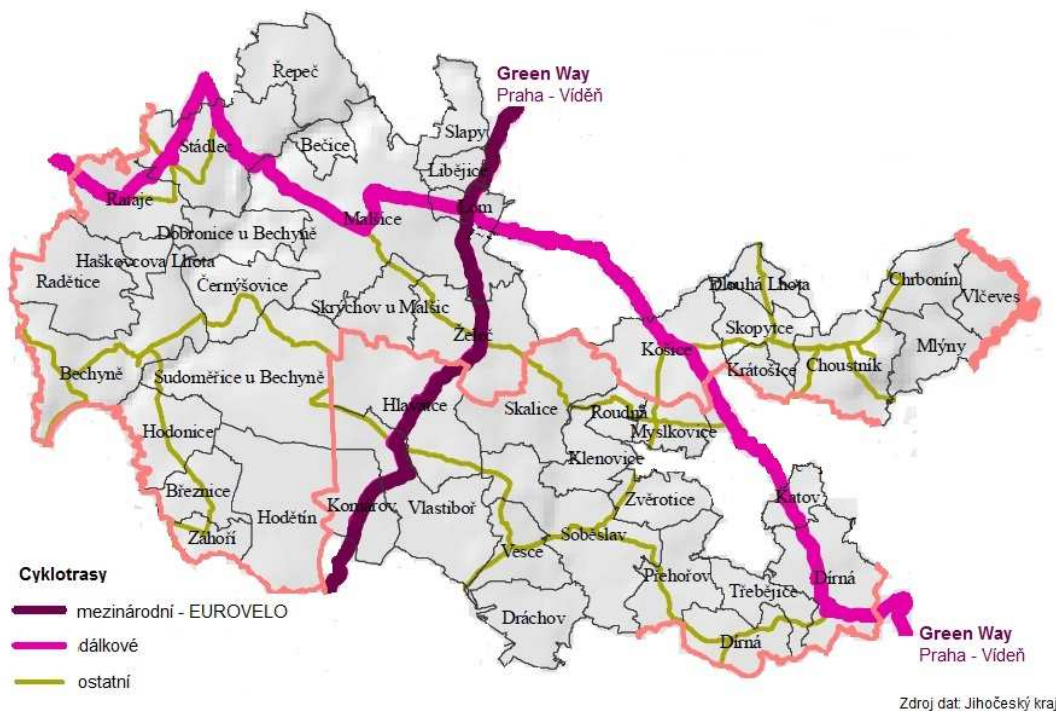 Řepeč
Green Way
Praha - Víděň
Slapy
Stádlec
Bečice
Libějice
Rataje
Malšice
Lom
Dobronice u Bechyně
Haškovcova Lhota
Radětice
Černýšovice
Skrýchov u Malšic
Dlouhá Lhota
Chrbonín
Vlčeves
Želeč
Skopytce
Mlýny
Košice
Krátošice
Choustník
Bechyně
Sudoměřice u Bechyně
Hlavatce
Skalice
Roudná
Myslkovice
Hodonice
Klenovice
Březnice
Zvěrotice
Katov
Hodětín
Komárov
Vlastiboř
Záhoří
Vesce
Soběslav
Přehořov
Třebějice
Dírná
Dráchov
Dírná
Cyklotrasy
mezinárodní - EUROVELO
dálkové
ostatní
Green Way
Praha - Vídeň
Zdroj dat: Jihočeský kraj